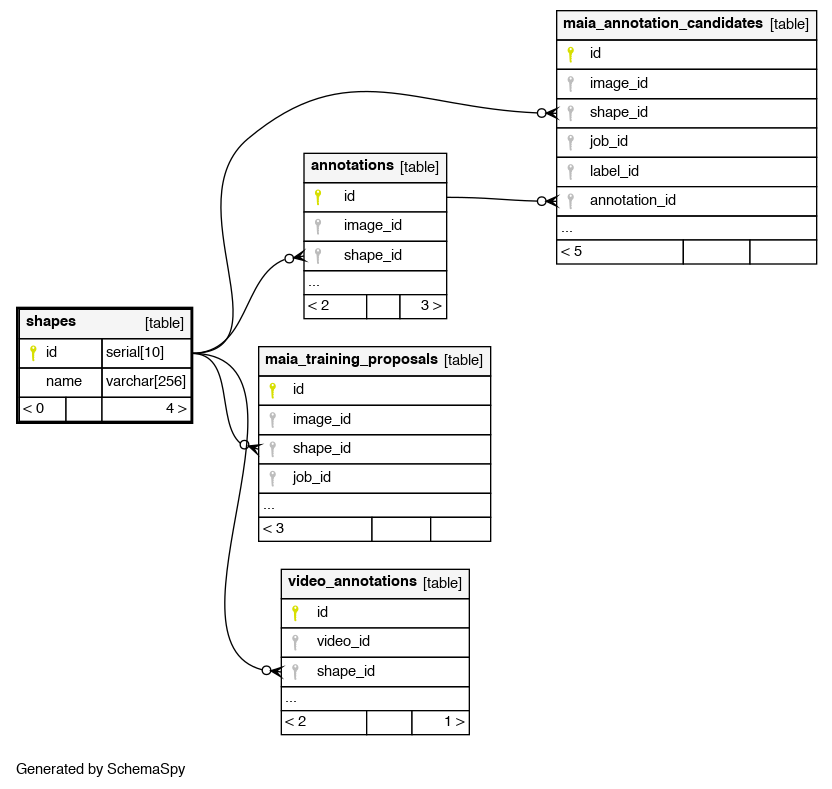 maia_annotation_candidates [table]
id
image_id
shape_id
job_id
label_id
annotation_id
...
< 5
annotations [table]
id
image_id
shape_id
...
< 2 3 >
shapes [table]
id serial[10]
name varchar[256]
< 0 4 >
maia_training_proposals [table]
id
image_id
shape_id
job_id
...
< 3
video_annotations [table]
id
video_id
shape_id
...
< 2 1 >
Generated by SchemaSpy